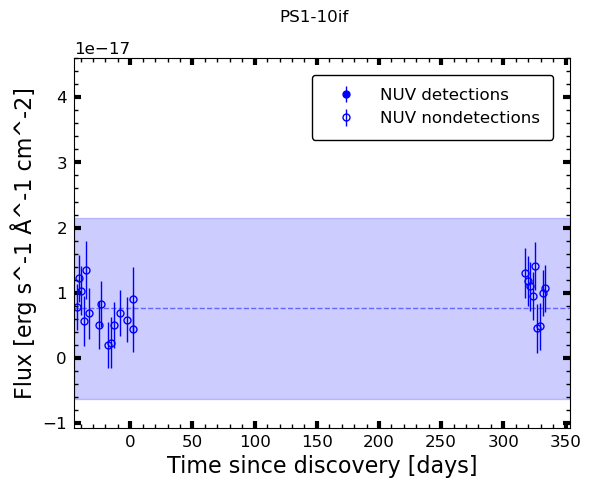 PS1-10if
1e−17
NUV detections
NUV nondetections
4
3
2
1
0
−1
Flux [erg s^-1 Å^-1 cm^-2]
0 50 100 150 200 250 300 350
Time since discovery [days]